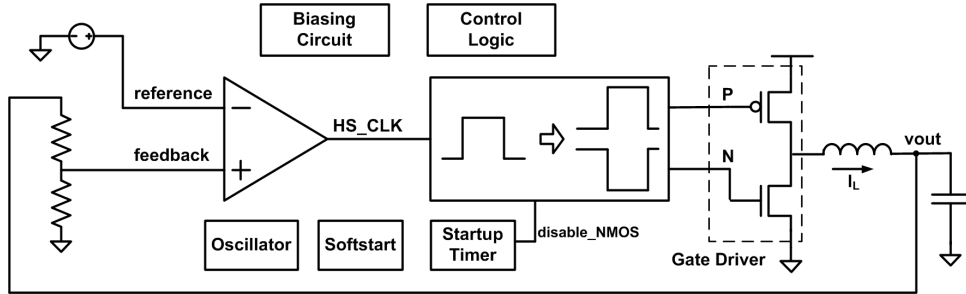 Biasing
Circuit
Control
Logic
reference
feedback
HS_CLK
P
N
vout
I_L
Oscillator
Softstart
Startup
Timer
disable_NMOS
Gate Driver